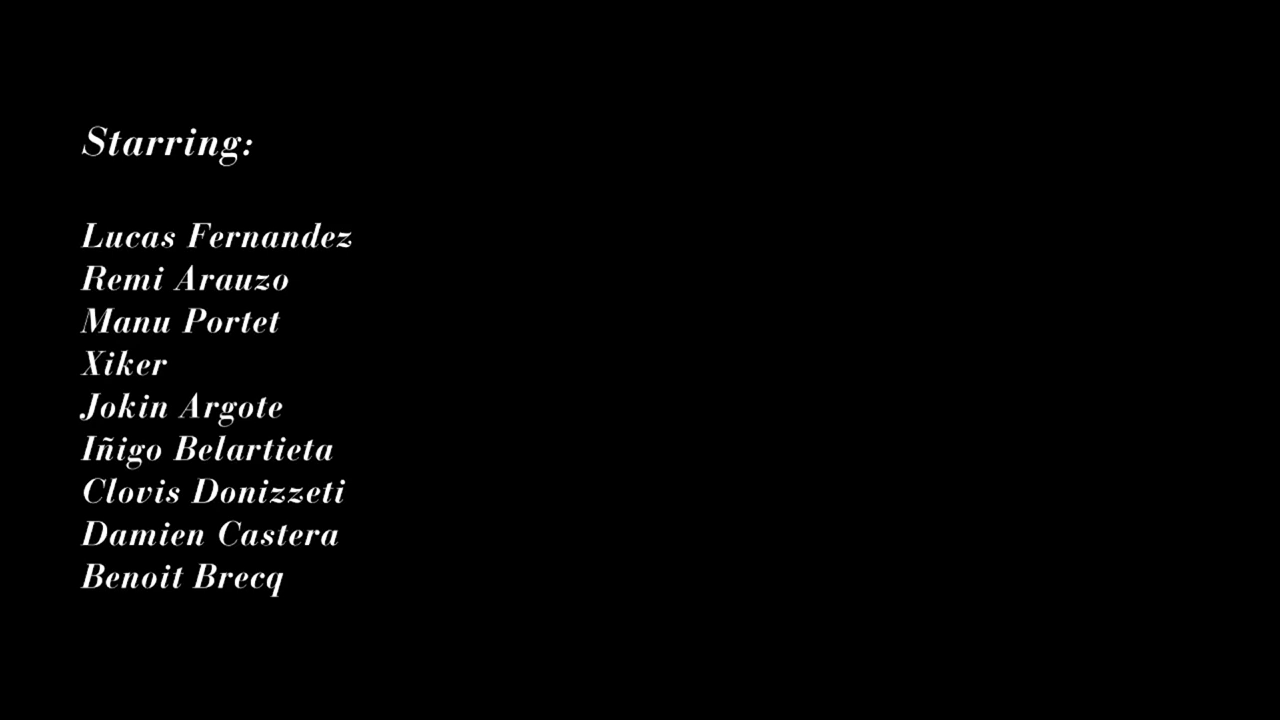 Starring:
Lucas Fernandez
Remi Arauzo
Manu Portet
Xiker
Jokin Argote
Iñigo Belartieta
Clovis Donizzeti
Damien Castera
Benoit Brecq